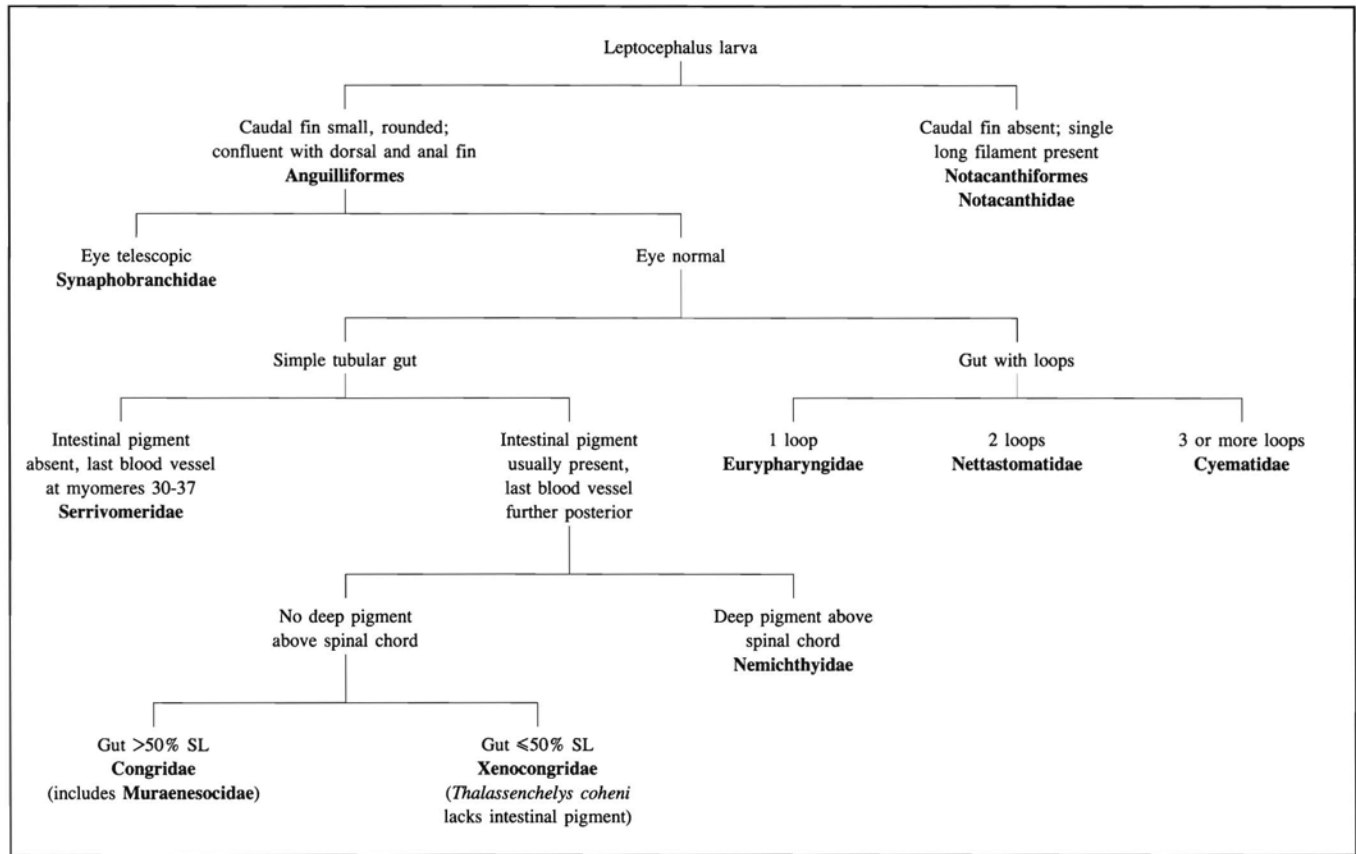 Leptocephalus larva
Caudal fin small, rounded;
confluent with dorsal and anal fin
Anguilliformes
Caudal fin absent; single
long filament present
Notacanthiformes
Notacanthidae
Eye telescopic
Synaphobranchidae
Eye normal
Simple tubular gut
Gut with loops
Intestinal pigment
absent, last blood vessel
at myomeres 30-37
Serrivomeridae
Intestinal pigment
usually present,
last blood vessel
further posterior
1 loop
Eurypharyngidae
2 loops
Nettastomatidae
3 or more loops
Cyematidae
No deep pigment
above spinal chord
Deep pigment above
spinal chord
Nemichthyidae
Gut >50% SL
Congridae
(includes Muraenesocidae)
Gut ⩽50% SL
Xenocongridae
(Thalassenchelys coheni
lacks intestinal pigment)